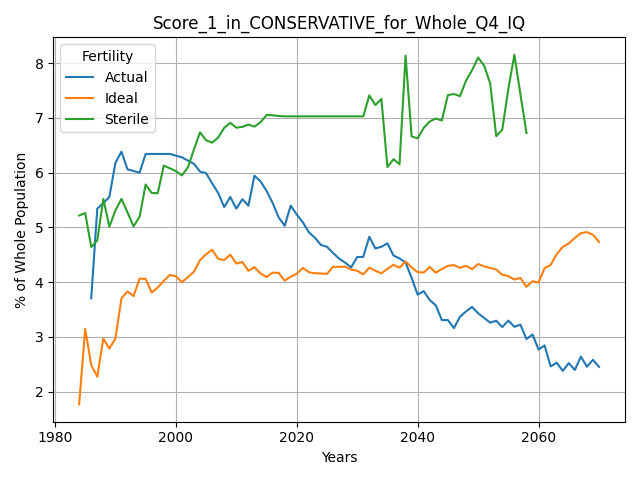 Score_1_in_CONSERVATIVE_for_Whole_Q4_IQ
Fertility
Actual
Ideal
Sterile
% of Whole Population
8
7
6
5
4
3
2
1980
2000
2020
2040
2060
Years